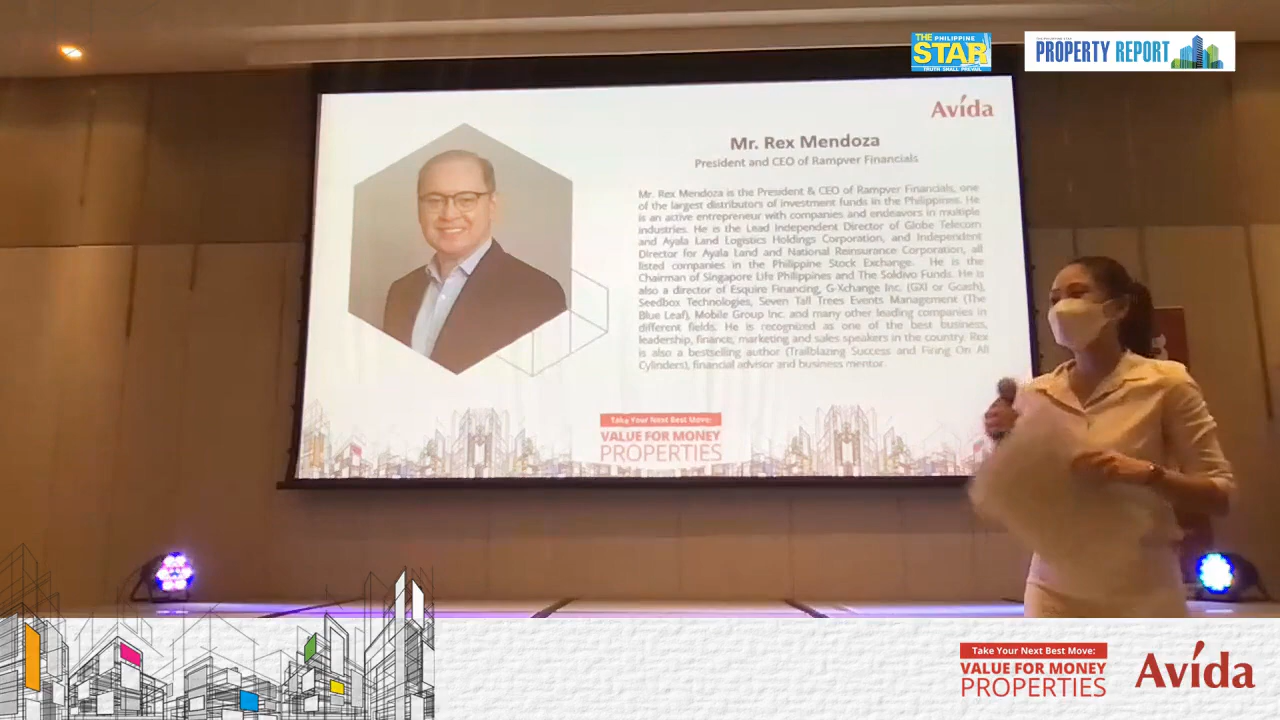 THE PHILIPPINE
STAR
TRUTH SHALL PREVAIL
PROPERTY REPORT
Avida
Mr. Rex Mendoza
President and CEO of Rampver Financials
Mr. Rex Mendoza is the President & CEO of Rampver Financials, one
of the largest distributors of investment funds in the Philippines. He
is an active entrepreneur with companies and endeavors in multiple
industries. He is the Lead Independent Director of Globe Telecom
and Ayala Land Logistics Holdings Corporation, and Independent
Director for Ayala Land and National Reinsurance Corporation, all
listed companies in the Philippine Stock Exchange. He is the
Chairman of Singapore Life Philippines and The Soldivo Funds. He is
also a director of Esquire Financing, G-Xchange Inc. (GXI or Gcash),
Seedbox Technologies, Seven Tall Trees Events Management (The
Blue Leaf), Mobile Group Inc. and many other leading companies in
different fields. He is recognized as one of the best business,
leadership, finance, marketing and sales speakers in the country. Rex
is also a bestselling author (Trailblazing Success and Firing On All
Cylinders), financial advisor and business mentor.
Take Your Next Best Move:
VALUE FOR MONEY
PROPERTIES
Take Your Next Best Move:
VALUE FOR MONEY
PROPERTIES
Avida